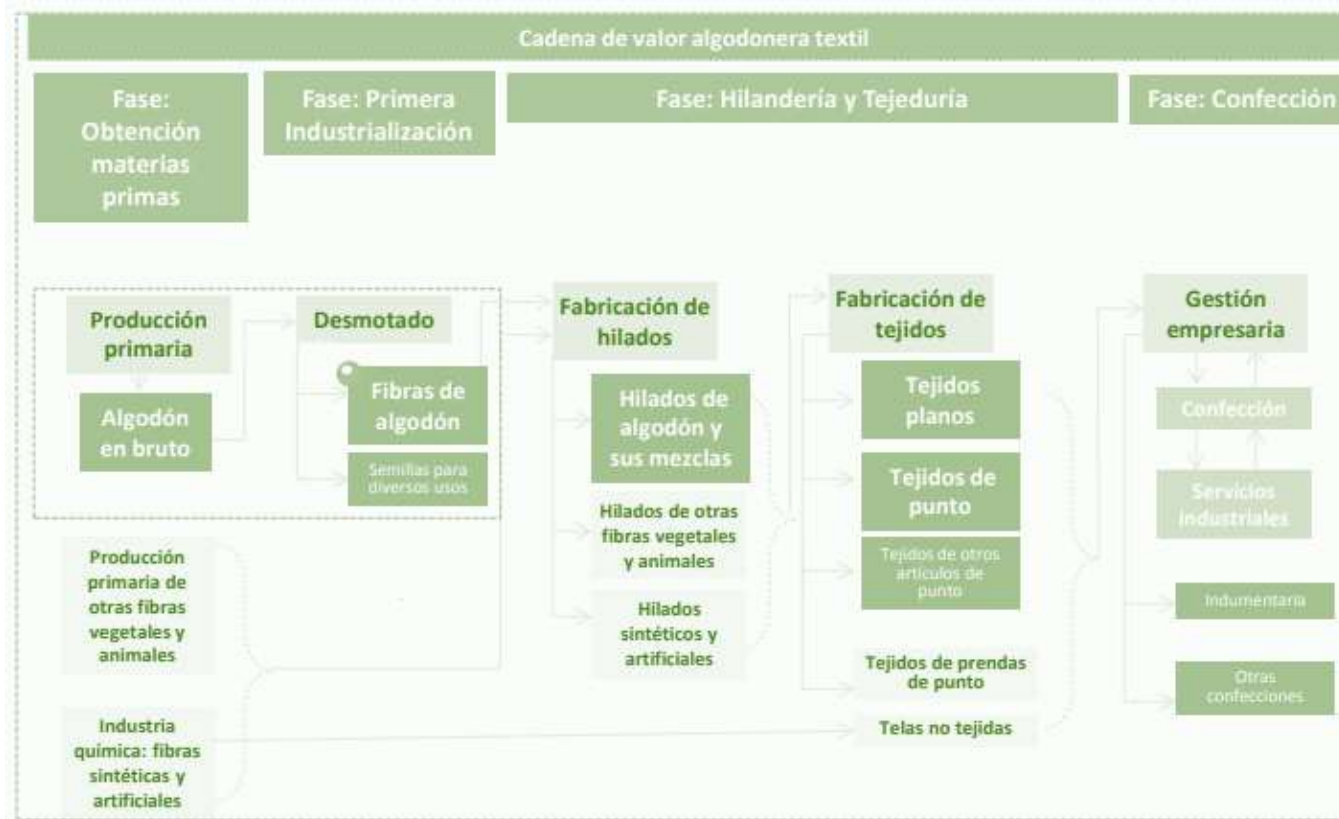 Cadena de valor algodonera textil
Fase:
Obtención
materias
primas
Fase: Primera
Industrialización
Fase: Hilandería y Tejeduría
Fase: Confección
Producción
primaria
Algodón
en bruto
Desmotado
Fibras de
algodón
Semillas para
diversos usos
Producción
primaria de
otras fibras
vegetales y
animales
Industria
química: fibras
sintéticas y
artificiales
Fabricación de
hilados
Hilados de
algodón y
sus mezclas
Hilados de otras
fibras vegetales
y animales
Hilados
sintéticos y
artificiales
Fabricación de
tejidos
Tejidos
planos
Tejidos de
punto
Tejidos de otros
artículos de
punto
Tejidos de prendas
de punto
Telas no tejidas
Gestión
empresaria
Confección
Servicios
industriales
Indumentaria
Otras
confecciones